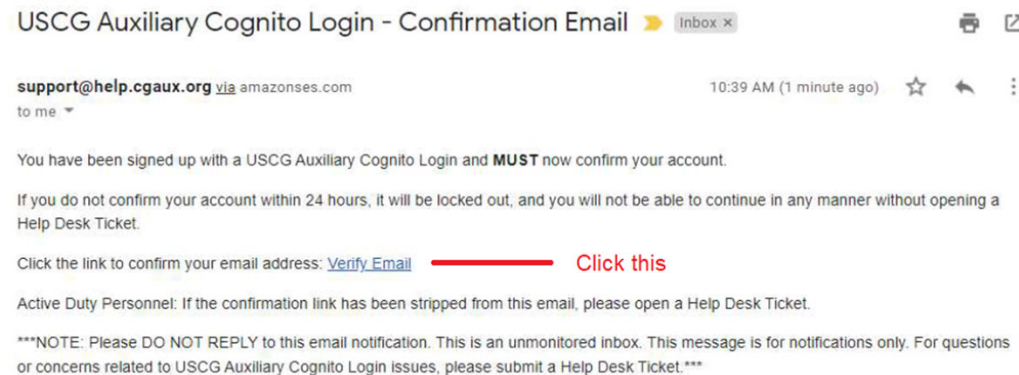 USCG Auxiliary Cognito Login - Confirmation Email Inbox ×
support@help.cgaux.org via amazonses.com 10:39 AM (1 minute ago)
to me
You have been signed up with a USCG Auxiliary Cognito Login and MUST now confirm your account.
If you do not confirm your account within 24 hours, it will be locked out, and you will not be able to continue in any manner without opening a
Help Desk Ticket.
Click the link to confirm your email address: Verify Email Click this
Active Duty Personnel: If the confirmation link has been stripped from this email, please open a Help Desk Ticket.
***NOTE: Please DO NOT REPLY to this email notification. This is an unmonitored inbox. This message is for notifications only. For questions
or concerns related to USCG Auxiliary Cognito Login issues, please submit a Help Desk Ticket.***